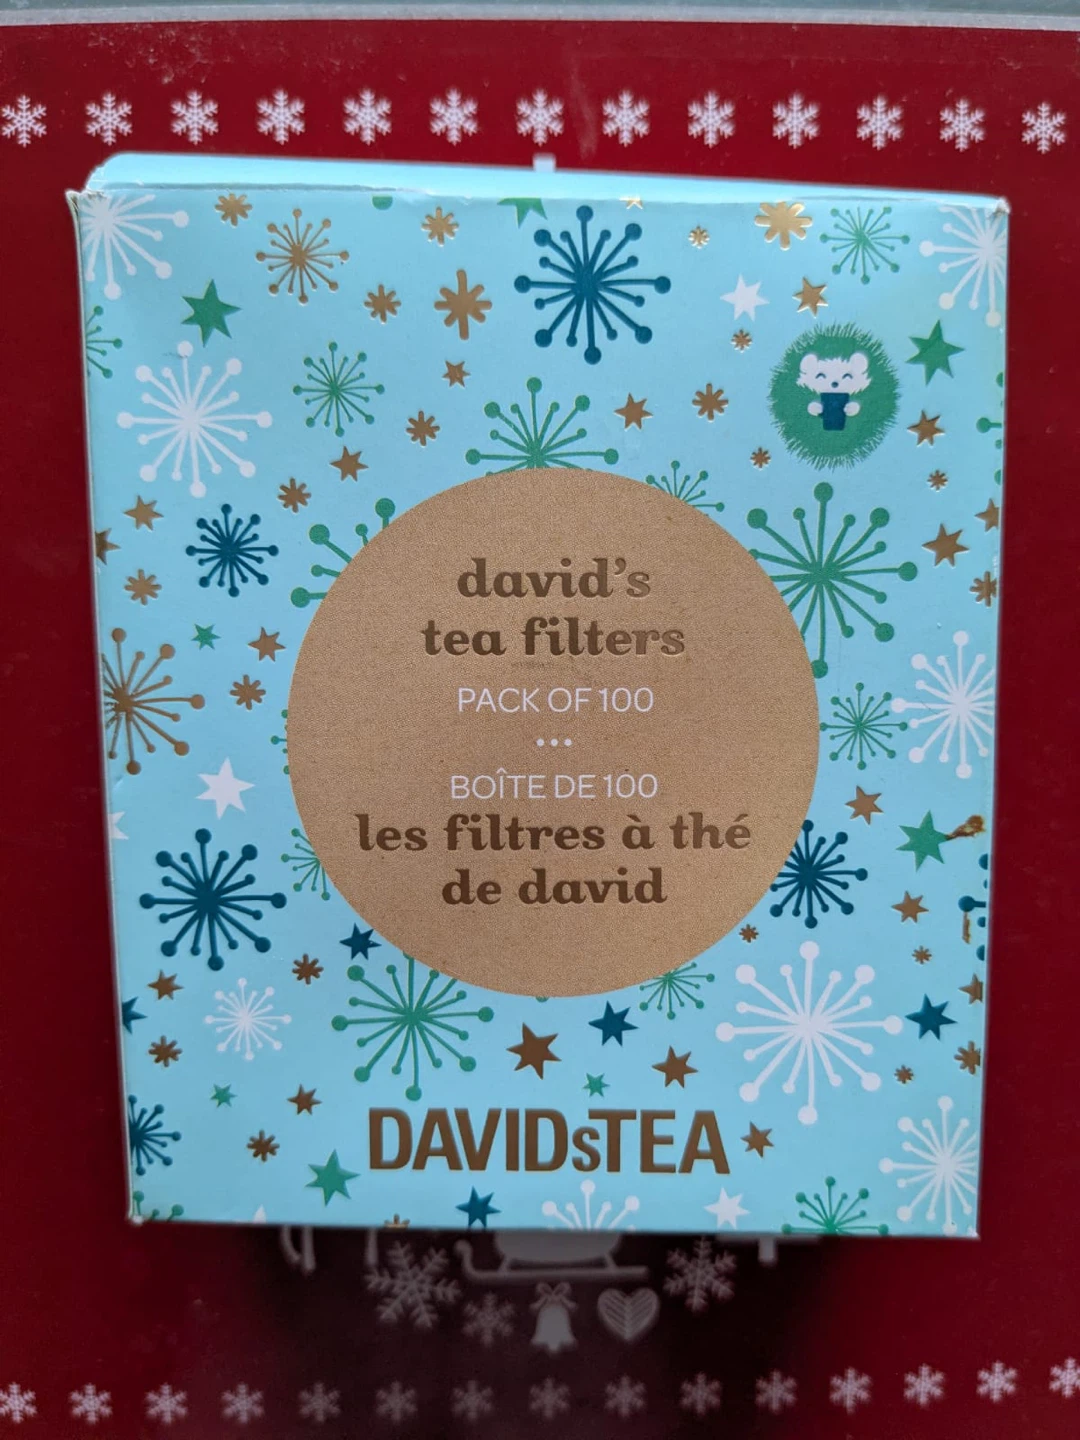 david's
tea filters
PACK OF 100
•••
BOÎTE DE 100
les filtres à thé
de david
DAVIDsTEA